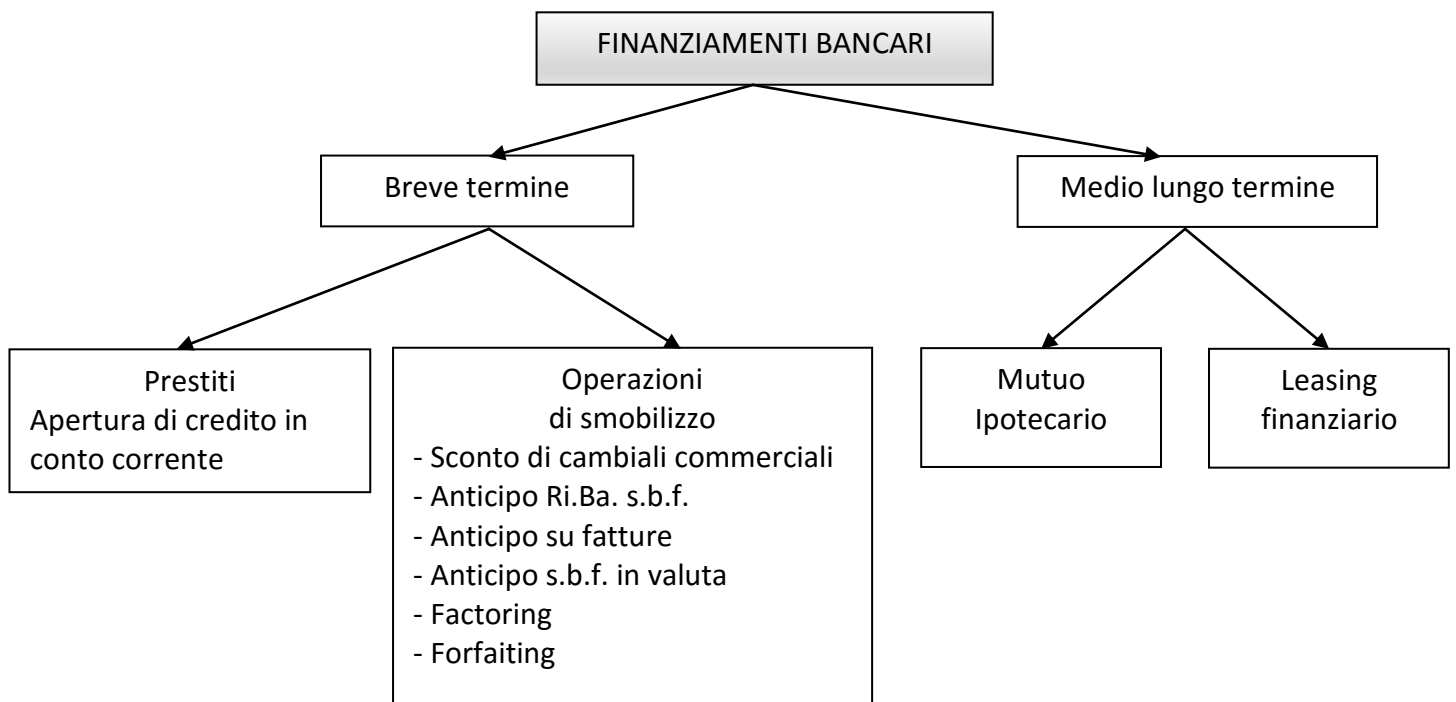 FINANZIAMENTI BANCARI
Breve termine
Medio lungo termine
Prestiti
Apertura di credito in
conto corrente
Operazioni
di smobilizzo
- Sconto di cambiali commerciali
- Anticipo Ri.Ba. s.b.f.
- Anticipo su fatture
- Anticipo s.b.f. in valuta
- Factoring
- Forfaiting
Mutuo
Ipotecario
Leasing
finanziario